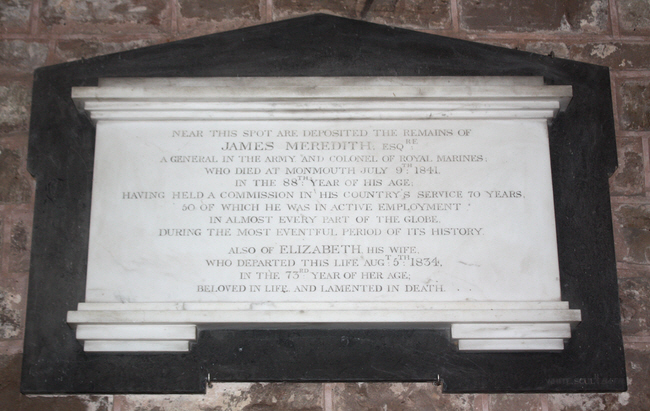 NEAR THIS SPOT ARE DEPOSITED THE REMAINS OF
JAMES MEREDITH, ESQRE
A GENERAL IN THE ARMY AND COLONEL OF ROYAL MARINES;
WHO DIED AT MONMOUTH JULY 9TH 1841.
IN THE 88TH YEAR OF HIS AGE;
HAVING HELD A COMMISSION IN HIS COUNTRY'S SERVICE 70 YEARS.
50 OF WHICH HE WAS IN ACTIVE EMPLOYMENT
IN ALMOST EVERY PART OF THE GLOBE,
DURING THE MOST EVENTFUL PERIOD OF ITS HISTORY.
ALSO OF ELIZABETH, HIS WIFE,
WHO DEPARTED THIS LIFE AUGT 5TH 1834.
IN THE 73RD YEAR OF HER AGE;
BELOVED IN LIFE, AND LAMENTED IN DEATH.